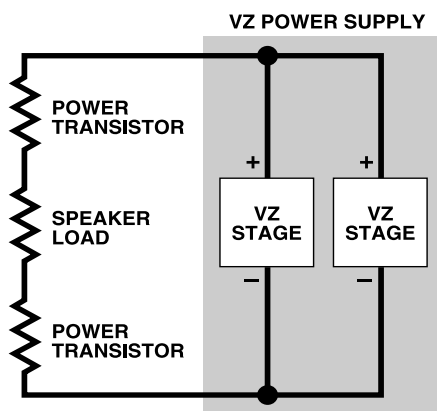 VZ POWER SUPPLY
POWER
TRANSISTOR
SPEAKER
LOAD
POWER
TRANSISTOR
+
VZ
STAGE
–
+
VZ
STAGE
–